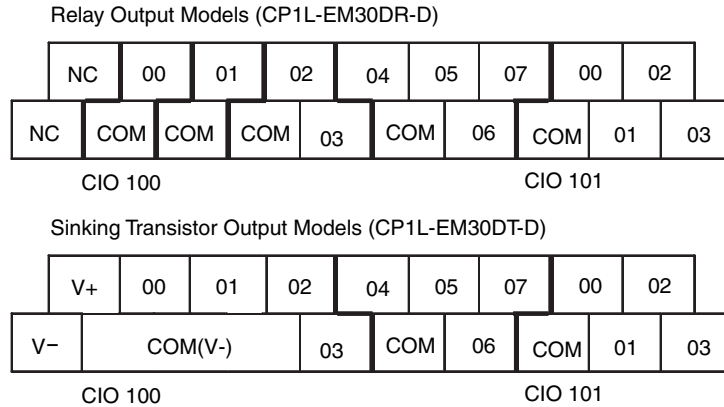 Relay Output Models (CP1L-EM30DR-D)
NC 00 01 02 04 05 07 00 02
NC COM COM COM 03 COM 06 COM 01 03
CIO 100 CIO 101
Sinking Transistor Output Models (CP1L-EM30DT-D)
V+ 00 01 02 04 05 07 00 02
V− COM(V-) 03 COM 06 COM 01 03
CIO 100 CIO 101